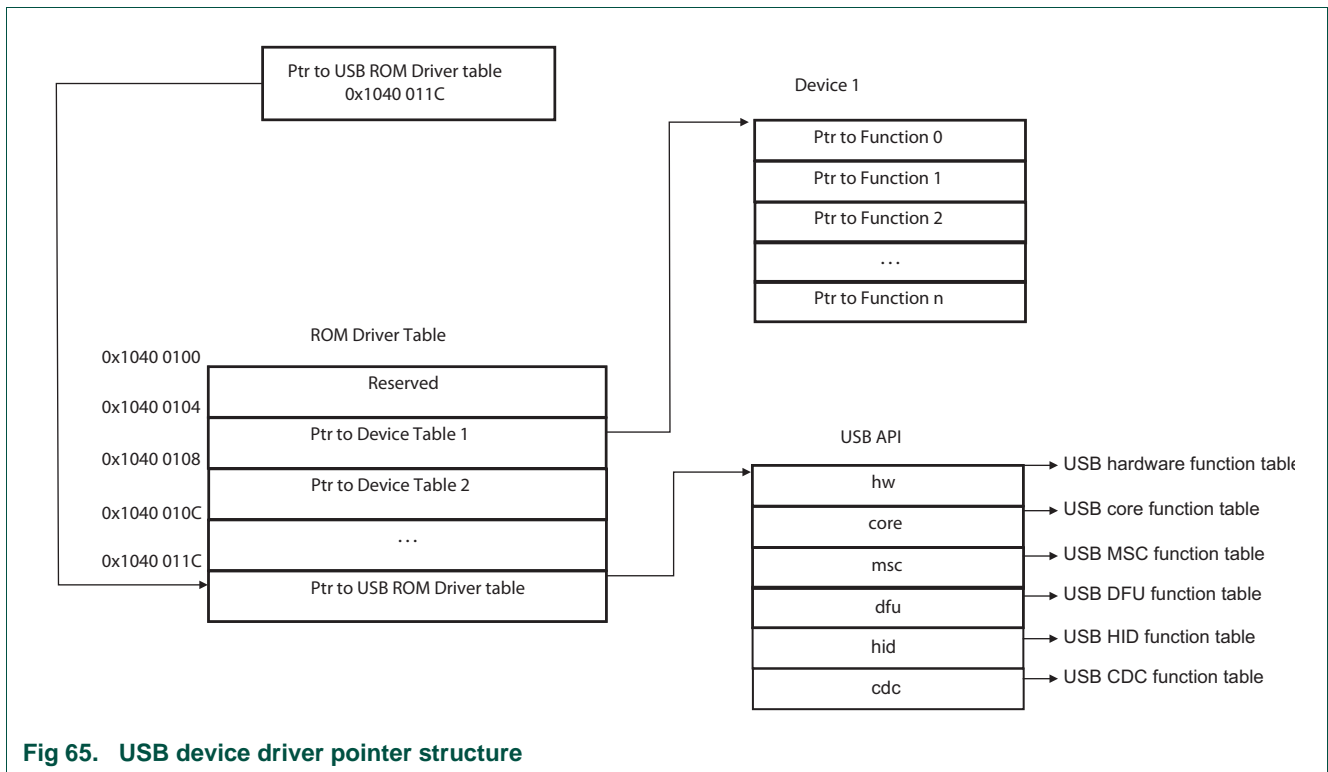 Ptr to USB ROM Driver table
0x1040 011C
Device 1
Ptr to Function 0
Ptr to Function 1
Ptr to Function 2
...
Ptr to Function n
ROM Driver Table
0x1040 0100
Reserved
0x1040 0104
Ptr to Device Table 1
0x1040 0108
Ptr to Device Table 2
0x1040 010C
...
0x1040 011C
Ptr to USB ROM Driver table
USB API
hw
USB hardware function table
core
USB core function table
msc
USB MSC function table
dfu
USB DFU function table
hid
USB HID function table
cdc
USB CDC function table
Fig 65. USB device driver pointer structure